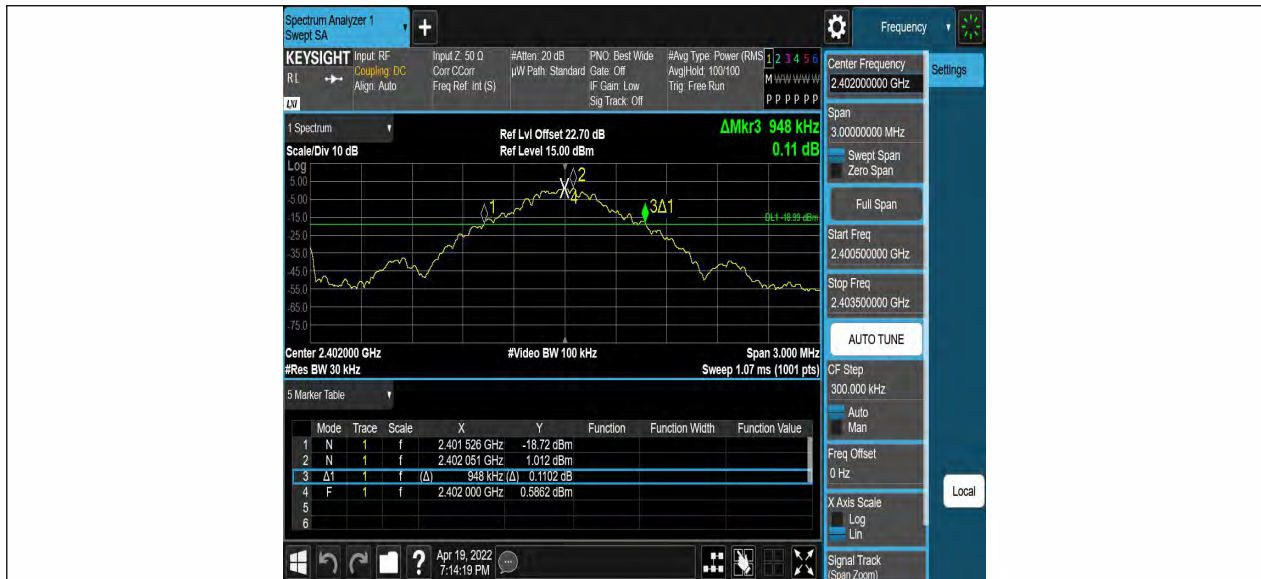 Spectrum Analyzer 1
Swept SA
+
Frequency
KEYSIGHT
Input: RF
Coupling: DC
Align: Auto
Input Z: 50 Ω
Corr CCorr
Freq Ref: Int (S)
#Atten: 20 dB
µW Path: Standard
PNO: Best Wide
Gate: Off
IF Gain: Low
Sig Track: Off
#Avg Type: Power (RMS
Avg|Hold: 100/100
Trig: Free Run
1 2 3 4 5 6
M W W W W W
P P P P P P
R L
LXI
Center Frequency
2.402000000 GHz
Settings
Span
3.00000000 MHz
Swept Span
Zero Span
Full Span
Start Freq
2.400500000 GHz
Stop Freq
2.403500000 GHz
AUTO TUNE
CF Step
300.000 kHz
Auto
Man
Freq Offset
0 Hz
X Axis Scale
Log
Lin
Signal Track
(Span Zoom)
Local
1 Spectrum
Scale/Div 10 dB
Ref Lvl Offset 22.70 dB
Ref Level 15.00 dBm
ΔMkr3 948 kHz
0.11 dB
Log
5.00
-5.00
-15.0
-25.0
-35.0
-45.0
-55.0
-65.0
-75.0
1
2
4
3Δ1
DL1 -18.99 dBm
Center 2.402000 GHz
#Video BW 100 kHz
Span 3.000 MHz
#Res BW 30 kHz
Sweep 1.07 ms (1001 pts)
5 Marker Table
Mode Trace Scale X Y Function Function Width Function Value
1 N 1 f 2.401 526 GHz -18.72 dBm
2 N 1 f 2.402 051 GHz 1.012 dBm
3 Δ1 1 f (Δ) 948 kHz (Δ) 0.1102 dB
4 F 1 f 2.402 000 GHz 0.5862 dBm
5
6
?
Apr 19, 2022
7:14:19 PM